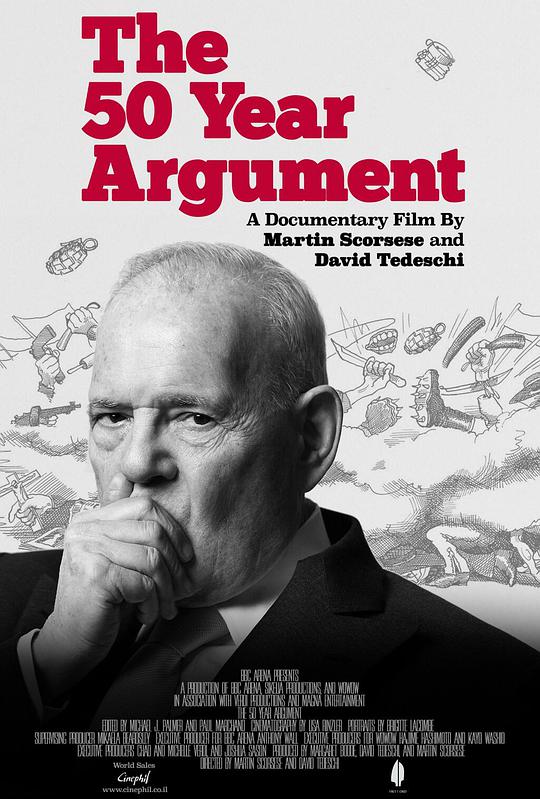 The
50 Year
Argument
A Documentary Film By
Martin Scorsese and
David Tedeschi
BBC ARENA PRESENTS
A PRODUCTION OF BBC ARENA, SIKELIA PRODUCTIONS, AND WOWOW
IN ASSOCIATION WITH VERDI PRODUCTIONS AND MAGNA ENTERTAINMENT
THE 50 YEAR ARGUMENT
EDITED BY MICHAEL J. PALMER AND PAUL MARCHAND CINEMATOGRAPHY BY LISA RINZLER PORTRAITS BY BRIGITTE LACOMBE
SUPERVISING PRODUCER MIKAELA BEARDSLEY EXECUTIVE PRODUCER FOR BBC ARENA ANTHONY WALL EXECUTIVE PRODUCERS FOR WOWOW HAJIME HASHIMOTO AND KAYO WASHIO
EXECUTIVE PRODUCERS CHAD AND MICHELLE VERDI AND JOSHUA SASON PRODUCED BY MARGARET BODDE, DAVID TEDESCHI, AND MARTIN SCORSESE
DIRECTED BY MARTIN SCORSESE AND DAVID TEDESCHI
World Sales
Cinephil
www.cinephil.co.il